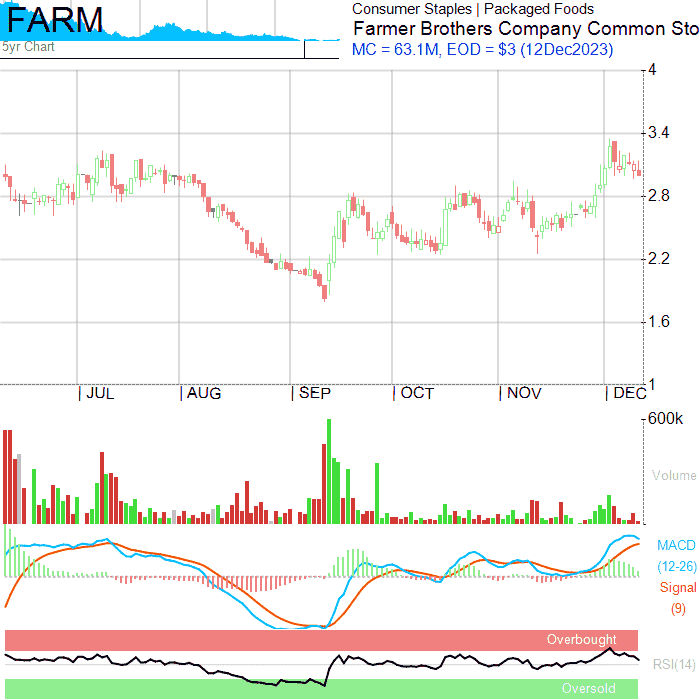 FARM
5yr Chart
Consumer Staples | Packaged Foods
Farmer Brothers Company Common Sto
MC = 63.1M, EOD = $3 (12Dec2023)
4
3.4
2.8
2.2
1.6
1
JUL AUG SEP OCT NOV DEC
600k
Volume
MACD
(12-26)
Signal
(9)
Overbought
RSI(14)
Oversold